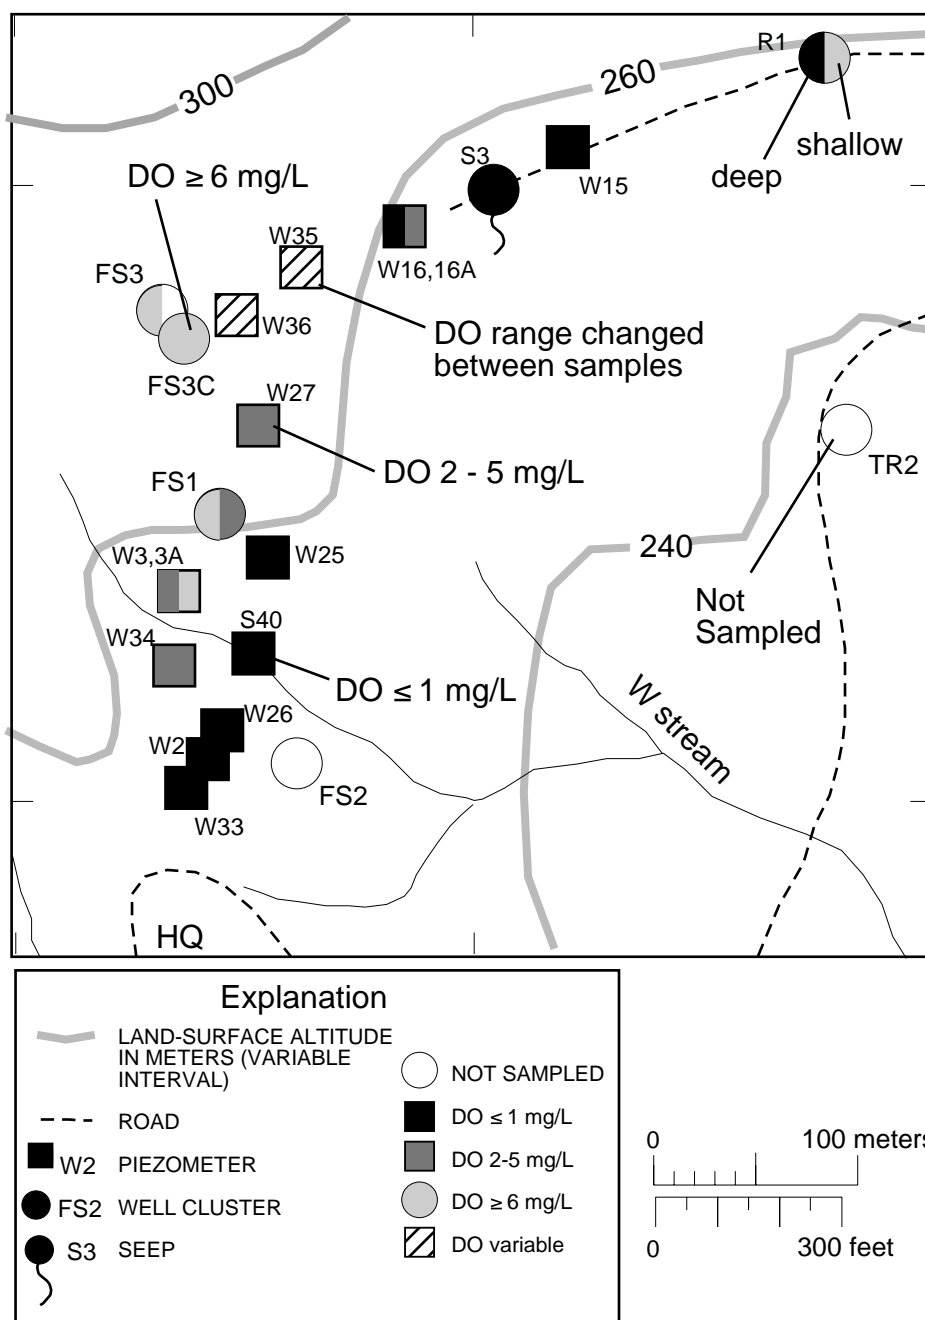 R1
300
260
shallow
S3
deep
W15
DO ≥ 6 mg/L
W35
W16,16A
FS3
W36
DO range changed
between samples
FS3C
W27
DO 2 - 5 mg/L
TR2
FS1
W3,3A
W25
240
Not
Sampled
S40
W34
DO ≤ 1 mg/L
W stream
W26
W2
FS2
W33
HQ
Explanation
LAND-SURFACE ALTITUDE
IN METERS (VARIABLE
INTERVAL)
ROAD
W2 PIEZOMETER
FS2 WELL CLUSTER
S3 SEEP
NOT SAMPLED
DO ≤ 1 mg/L
DO 2-5 mg/L
DO ≥ 6 mg/L
DO variable
0 100 meters
0 300 feet